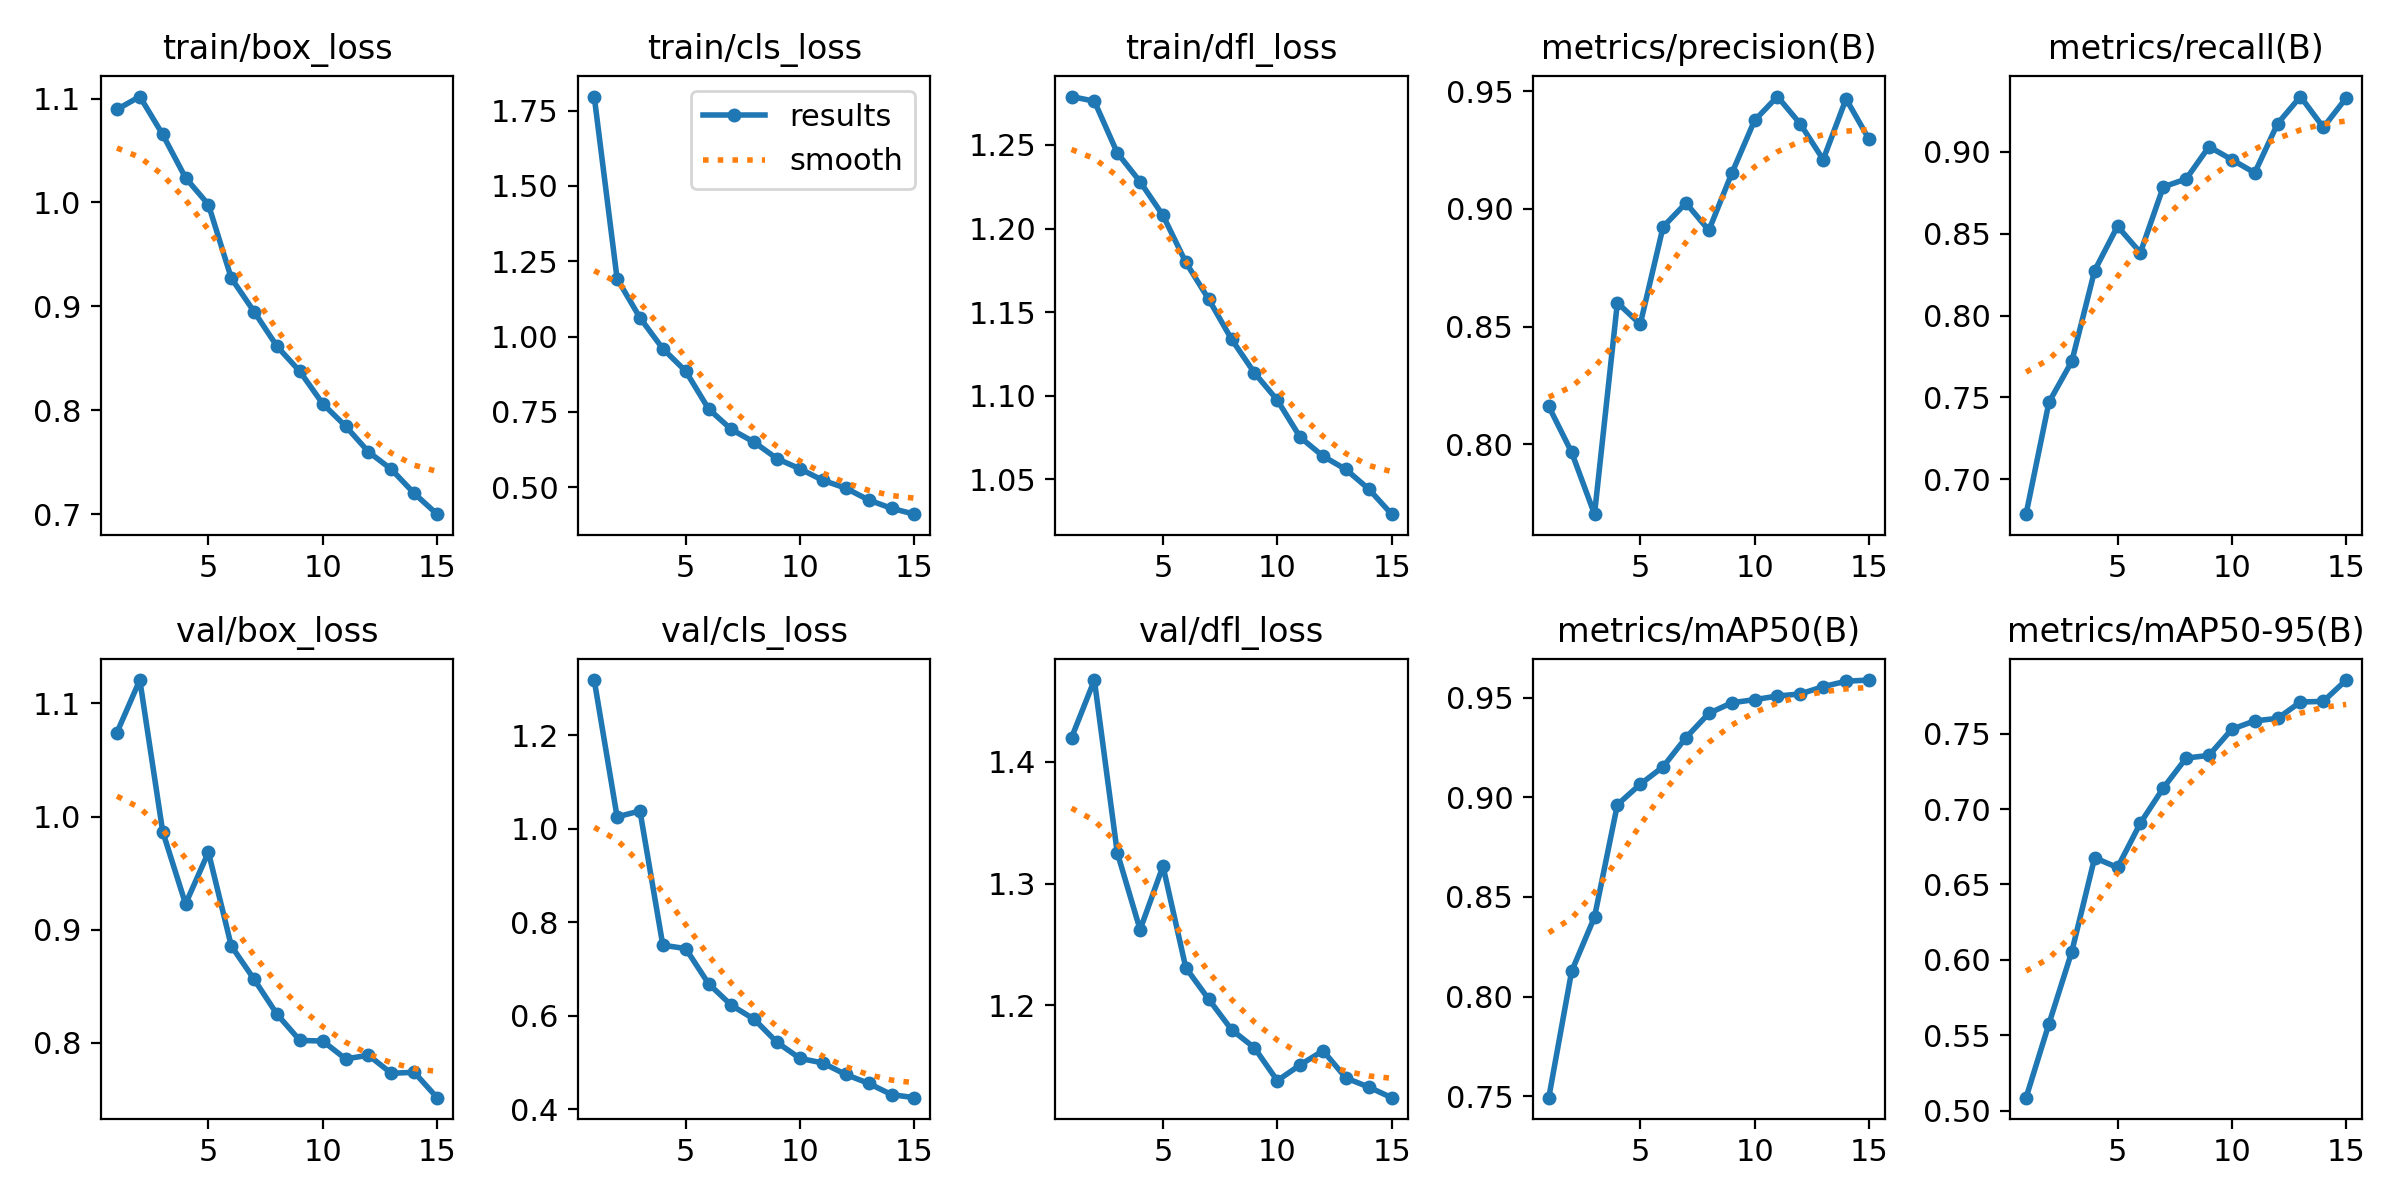 train/box_loss
train/cls_loss
train/dfl_loss
metrics/precision(B)
metrics/recall(B)
1.1
1.0
0.9
0.8
0.7
5 10 15
results
smooth
1.75
1.50
1.25
1.00
0.75
0.50
5 10 15
1.25
1.20
1.15
1.10
1.05
5 10 15
0.95
0.90
0.85
0.80
5 10 15
0.90
0.85
0.80
0.75
0.70
5 10 15
val/box_loss
val/cls_loss
val/dfl_loss
metrics/mAP50(B)
metrics/mAP50-95(B)
1.1
1.0
0.9
0.8
5 10 15
1.2
1.0
0.8
0.6
0.4
5 10 15
1.4
1.3
1.2
5 10 15
0.95
0.90
0.85
0.80
0.75
5 10 15
0.75
0.70
0.65
0.60
0.55
0.50
5 10 15